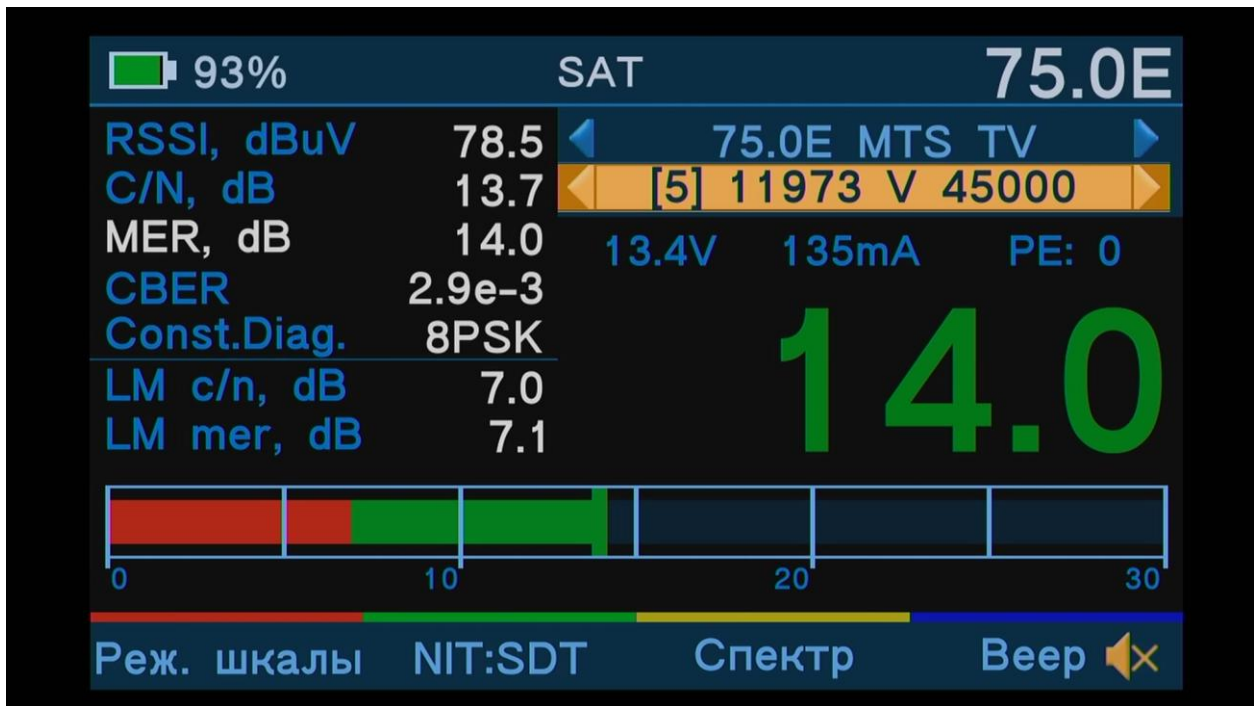 93% SAT 75.0E
RSSI, dBuV 78.5
C/N, dB 13.7
MER, dB 14.0
CBER 2.9e-3
Const.Diag. 8PSK
LM c/n, dB 7.0
LM mer, dB 7.1
75.0E MTS TV
[5] 11973 V 45000
13.4V 135mA PE: 0
14.0
0 10 20 30
Реж. шкалы NIT:SDT Спектр Beep